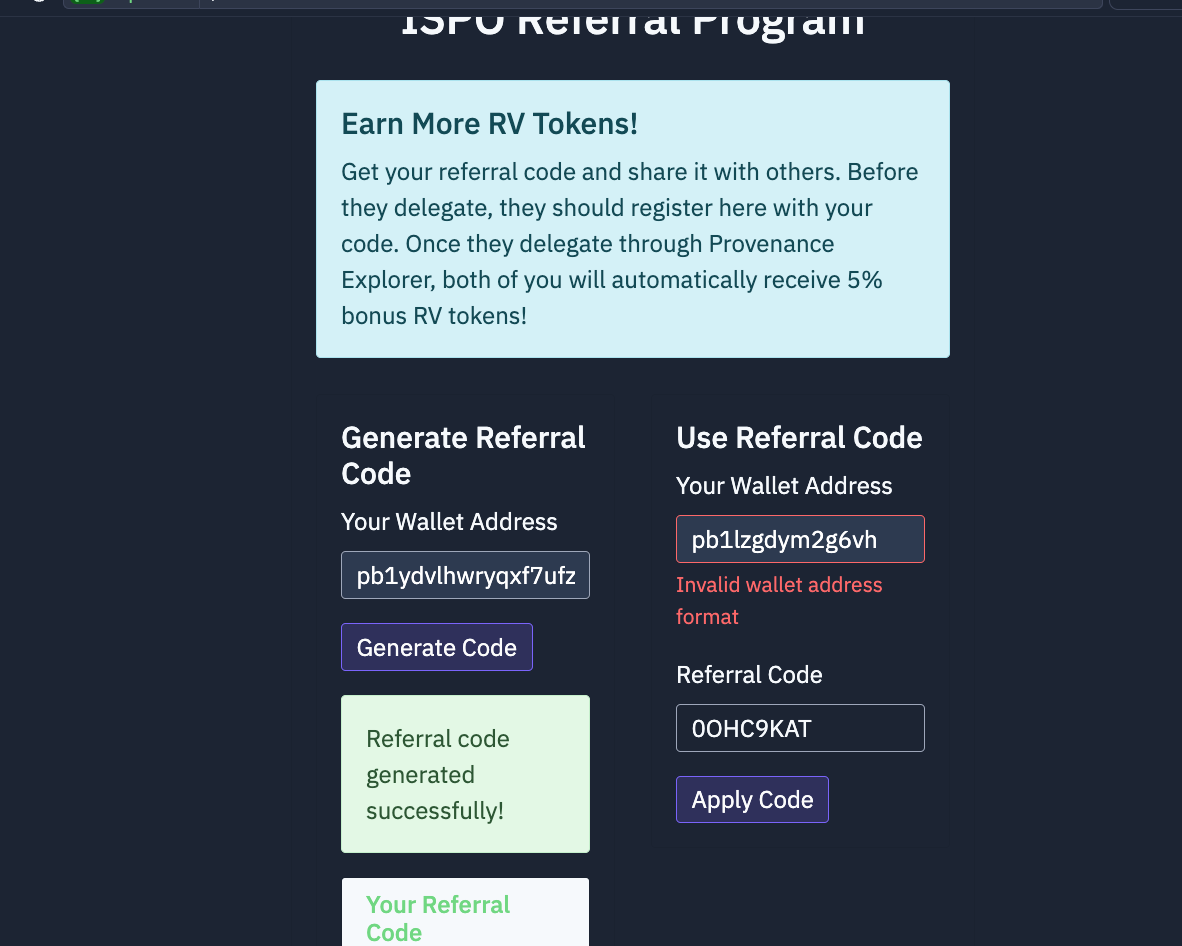 ISPO Referral Program
Earn More RV Tokens!
Get your referral code and share it with others. Before
they delegate, they should register here with your
code. Once they delegate through Provenance
Explorer, both of you will automatically receive 5%
bonus RV tokens!
Generate Referral
Code
Your Wallet Address
pb1ydvlhwryqxf7ufz
Generate Code
Referral code
generated
successfully!
Your Referral
Code
Use Referral Code
Your Wallet Address
pb1lzgdym2g6vh
Invalid wallet address
format
Referral Code
0OHC9KAT
Apply Code